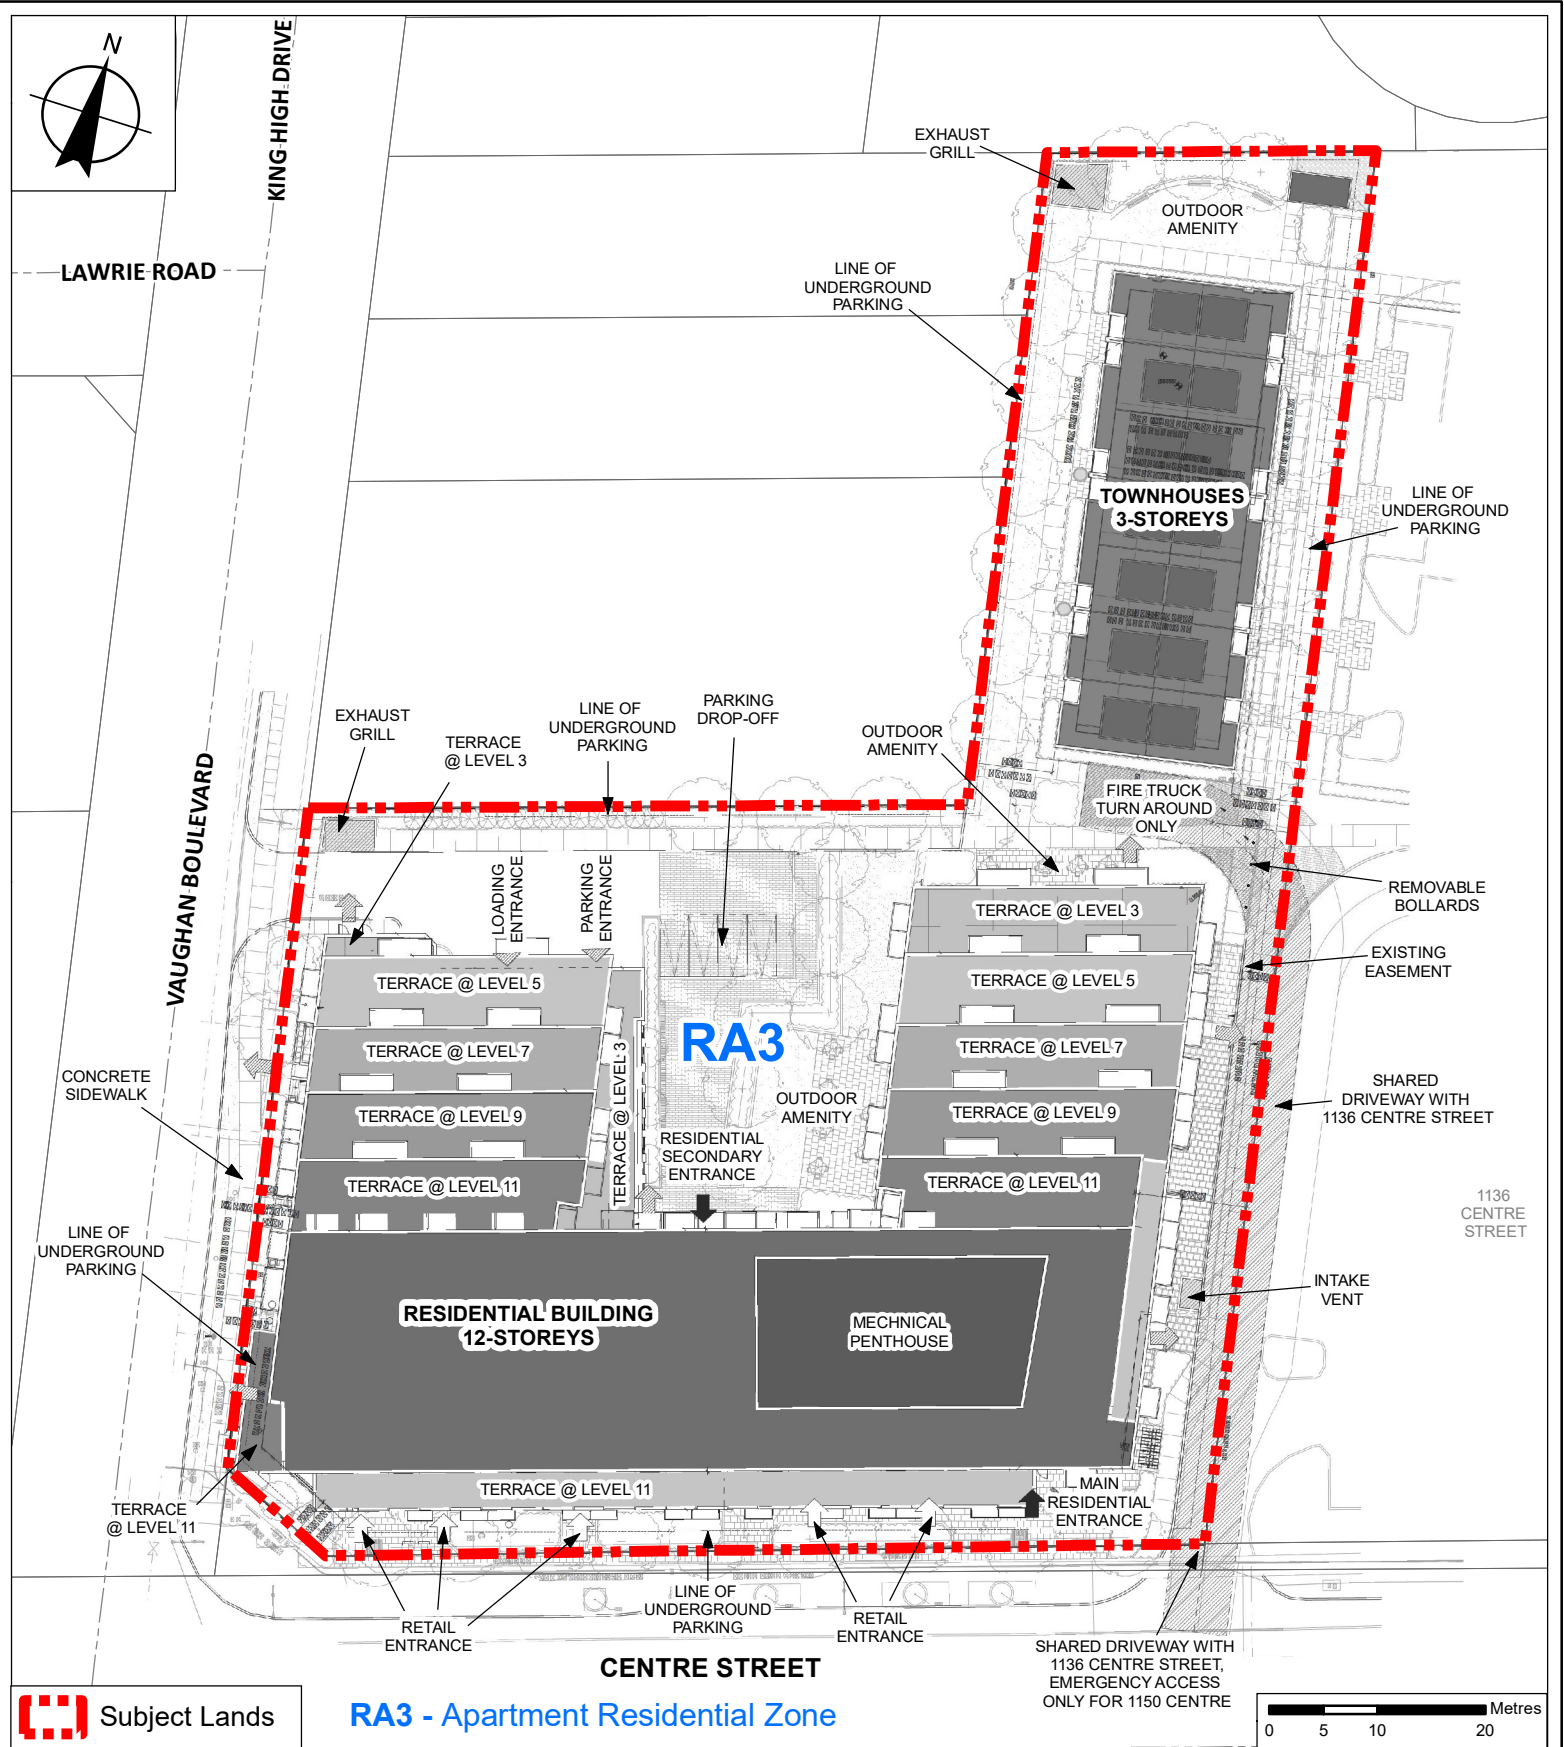 N
KING HIGH DRIVE
LAWRIE ROAD
VAUGHAN BOULEVARD
EXHAUST
GRILL
OUTDOOR
AMENITY
LINE OF
UNDERGROUND
PARKING
TOWNHOUSES
3-STOREYS
LINE OF
UNDERGROUND
PARKING
EXHAUST
GRILL
TERRACE
@ LEVEL 3
LINE OF
UNDERGROUND
PARKING
PARKING
DROP-OFF
OUTDOOR
AMENITY
FIRE TRUCK
TURN AROUND
ONLY
REMOVABLE
BOLLARDS
EXISTING
EASEMENT
LOADING
ENTRANCE
PARKING
ENTRANCE
TERRACE @ LEVEL 3
TERRACE @ LEVEL 5
TERRACE @ LEVEL 5
RA3
TERRACE @ LEVEL 7
TERRACE @ LEVEL 7
TERRACE @ LEVEL 3
CONCRETE
SIDEWALK
OUTDOOR
AMENITY
SHARED
DRIVEWAY WITH
1136 CENTRE STREET
TERRACE @ LEVEL 9
TERRACE @ LEVEL 9
RESIDENTIAL
SECONDARY
ENTRANCE
TERRACE @ LEVEL 11
TERRACE @ LEVEL 11
1136
CENTRE
STREET
LINE OF
UNDERGROUND
PARKING
INTAKE
VENT
RESIDENTIAL BUILDING
12-STOREYS
MECHNICAL
PENTHOUSE
TERRACE
@ LEVEL 11
TERRACE @ LEVEL 11
MAIN
RESIDENTIAL
ENTRANCE
RETAIL
ENTRANCE
LINE OF
UNDERGROUND
PARKING
RETAIL
ENTRANCE
SHARED DRIVEWAY WITH
1136 CENTRE STREET,
EMERGENCY ACCESS
ONLY FOR 1150 CENTRE
CENTRE STREET
Subject Lands
RA3 - Apartment Residential Zone
Metres
0 5 10 20